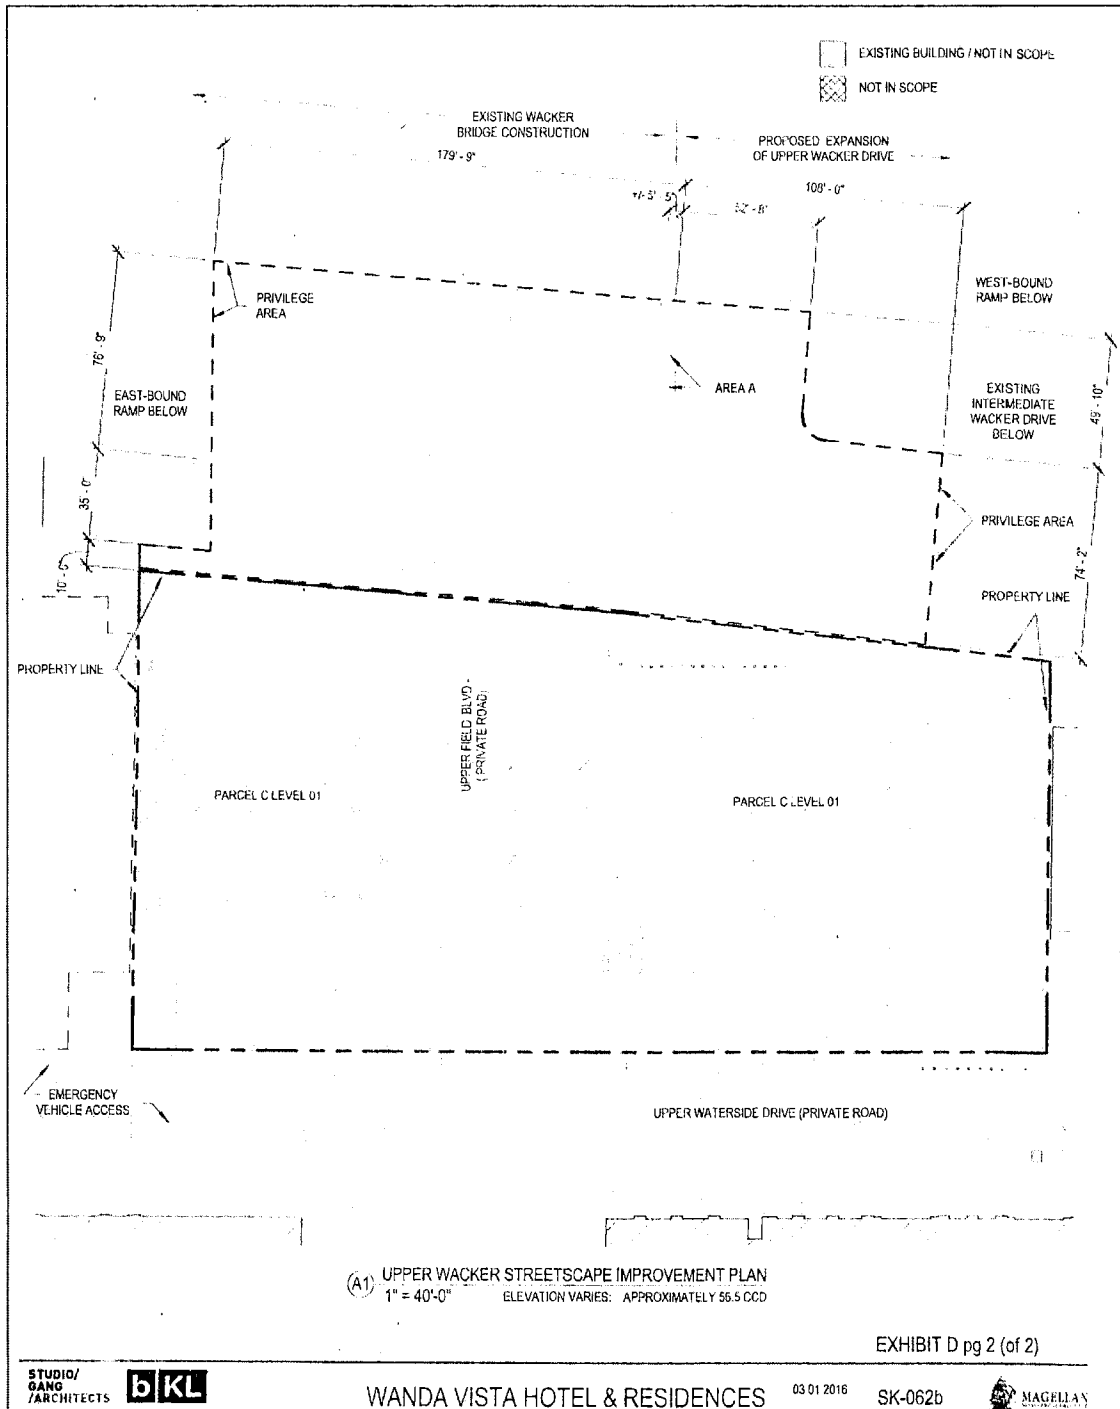 EXISTING BUILDING / NOT IN SCOPE
NOT IN SCOPE
EXISTING WACKER
BRIDGE CONSTRUCTION
PROPOSED EXPANSION
OF UPPER WACKER DRIVE
179' - 9"
108' - 0"
+/- 5' - 5"
WEST-BOUND
RAMP BELOW
PRIVILEGE
AREA
76' - 9"
AREA A
EAST-BOUND
RAMP BELOW
EXISTING
INTERMEDIATE
WACKER DRIVE
BELOW
49' - 10"
35' - 0"
PRIVILEGE AREA
74' - 2"
PROPERTY LINE
PROPERTY LINE
UPPER FIELD BLVD -
( PRIVATE ROAD)
PARCEL C LEVEL 01
PARCEL C LEVEL 01
EMERGENCY
VEHICLE ACCESS
UPPER WATERSIDE DRIVE (PRIVATE ROAD)
A1 UPPER WACKER STREETSCAPE IMPROVEMENT PLAN
1" = 40'-0" ELEVATION VARIES: APPROXIMATELY 56.5 CCD
EXHIBIT D pg 2 (of 2)
STUDIO/
GANG
/ARCHITECTS
bKL
WANDA VISTA HOTEL & RESIDENCES
03 01 2016
SK-062b
MAGELLAN